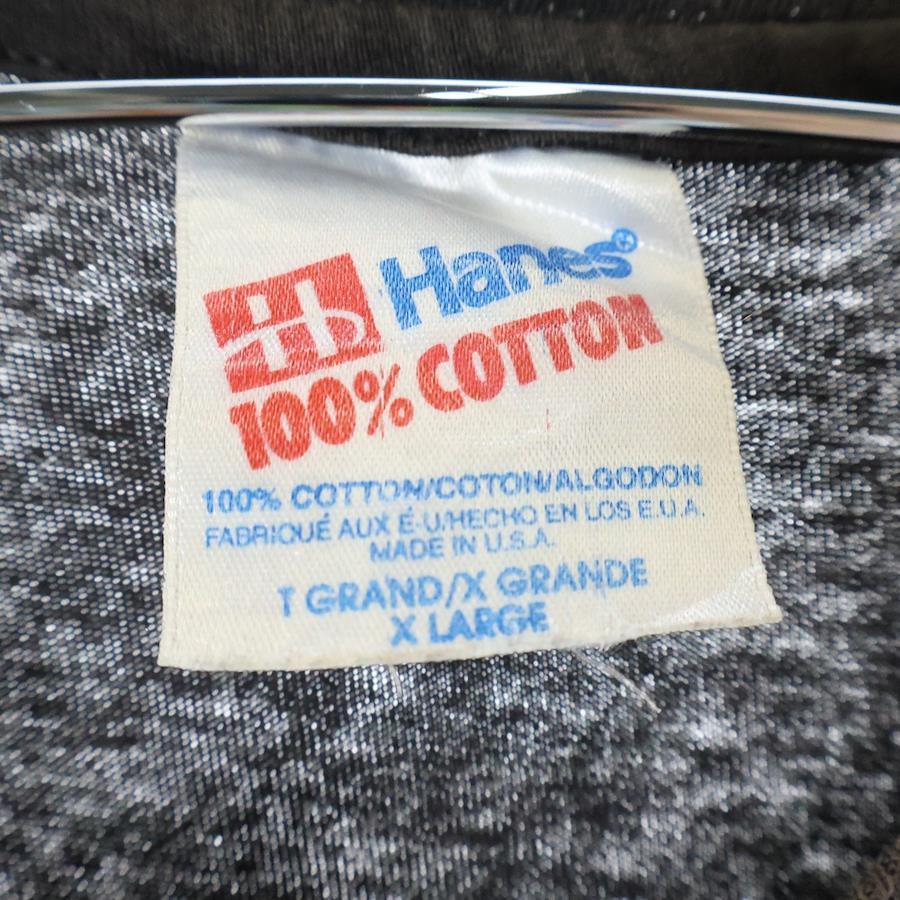 Hanes®
100% COTTON
100% COTTON/COTON/ALGODON
FABRIQUÉ AUX É-U/HECHO EN LOS E.U.A.
MADE IN U.S.A.
T GRAND/X GRANDE
X LARGE